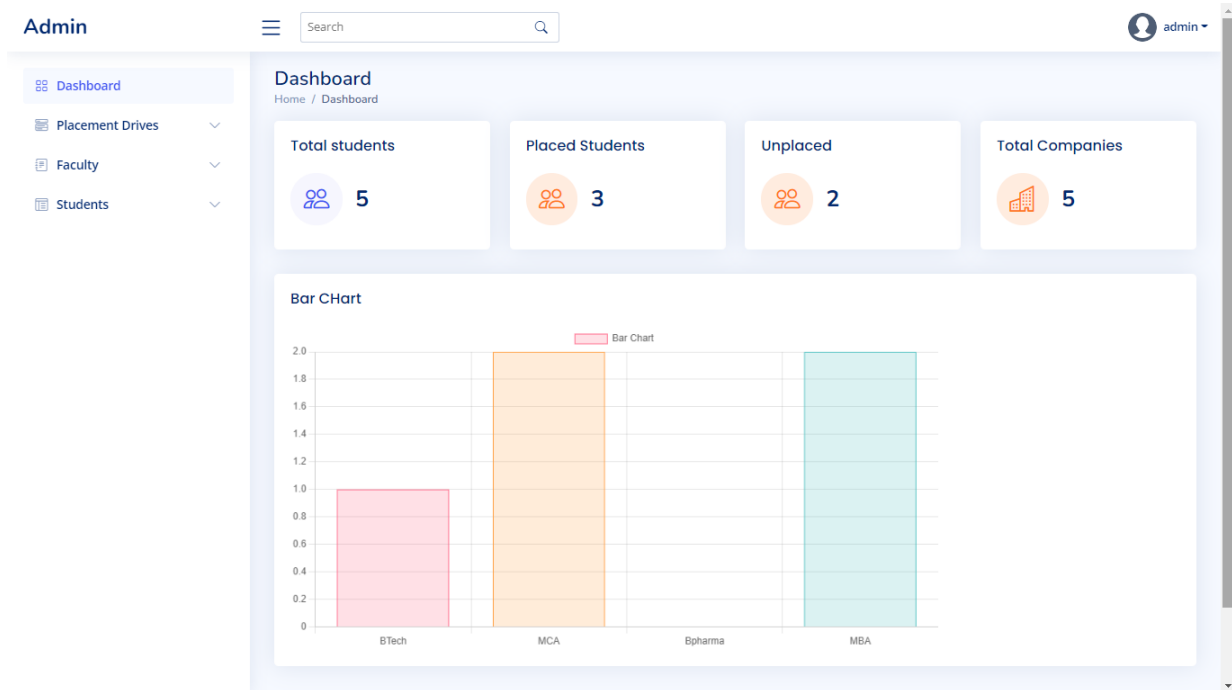 Admin
Search
admin
Dashboard
Placement Drives
Faculty
Students
Dashboard
Home / Dashboard
Total students
5
Placed Students
3
Unplaced
2
Total Companies
5
Bar CHart
Bar Chart
2.0
1.8
1.6
1.4
1.2
1.0
0.8
0.6
0.4
0.2
0
BTech MCA Bpharma MBA